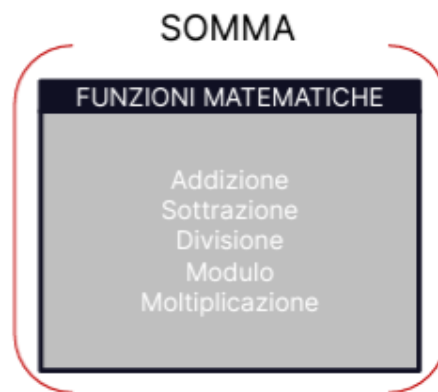 SOMMA
FUNZIONI MATEMATICHE
Addizione
Sottrazione
Divisione
Modulo
Moltiplicazione